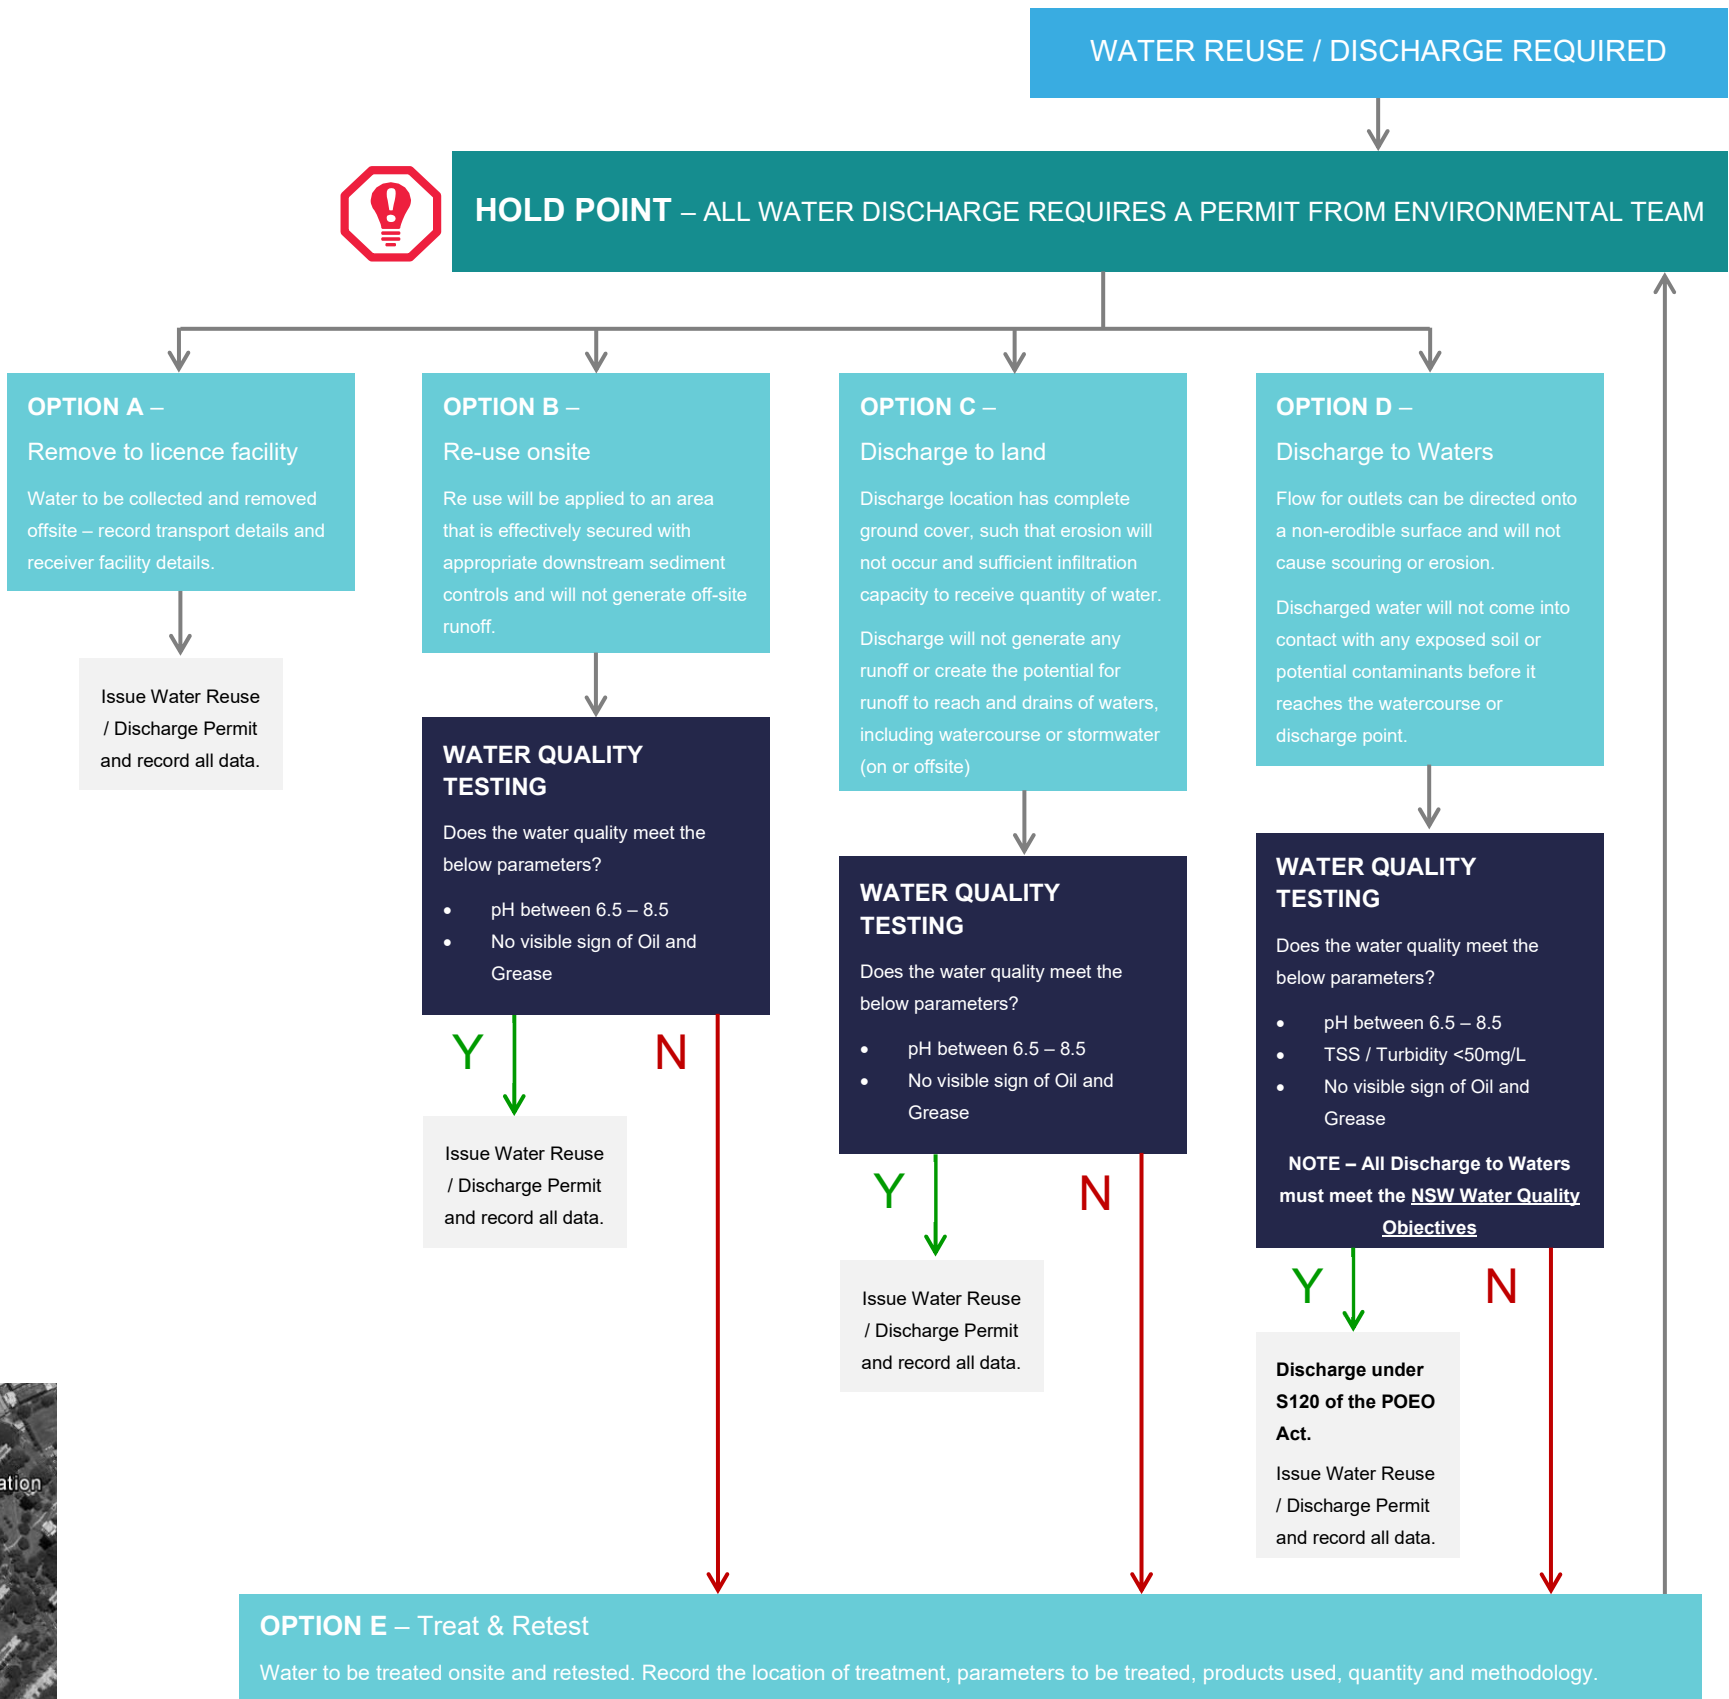 WATER REUSE / DISCHARGE REQUIRED
HOLD POINT – ALL WATER DISCHARGE REQUIRES A PERMIT FROM ENVIRONMENTAL TEAM
OPTION A –
Remove to licence facility
Water to be collected and removed
offsite – record transport details and
receiver facility details.
Issue Water Reuse
/ Discharge Permit
and record all data.
OPTION B –
Re-use onsite
Re use will be applied to an area
that is effectively secured with
appropriate downstream sediment
controls and will not generate off-site
runoff.
WATER QUALITY
TESTING
Does the water quality meet the
below parameters?
• pH between 6.5 – 8.5
• No visible sign of Oil and
Grease
Y
N
Issue Water Reuse
/ Discharge Permit
and record all data.
OPTION C –
Discharge to land
Discharge location has complete
ground cover, such that erosion will
not occur and sufficient infiltration
capacity to receive quantity of water.
Discharge will not generate any
runoff or create the potential for
runoff to reach and drains of waters,
including watercourse or stormwater
(on or offsite)
WATER QUALITY
TESTING
Does the water quality meet the
below parameters?
• pH between 6.5 – 8.5
• No visible sign of Oil and
Grease
Y
N
Issue Water Reuse
/ Discharge Permit
and record all data.
OPTION D –
Discharge to Waters
Flow for outlets can be directed onto
a non-erodible surface and will not
cause scouring or erosion.
Discharged water will not come into
contact with any exposed soil or
potential contaminants before it
reaches the watercourse or
discharge point.
WATER QUALITY
TESTING
Does the water quality meet the
below parameters?
• pH between 6.5 – 8.5
• TSS / Turbidity <50mg/L
• No visible sign of Oil and
Grease
NOTE – All Discharge to Waters
must meet the NSW Water Quality
Objectives
Y
N
Discharge under
S120 of the POEO
Act.
Issue Water Reuse
/ Discharge Permit
and record all data.
OPTION E – Treat & Retest
Water to be treated onsite and retested. Record the location of treatment, parameters to be treated, products used, quantity and methodology.